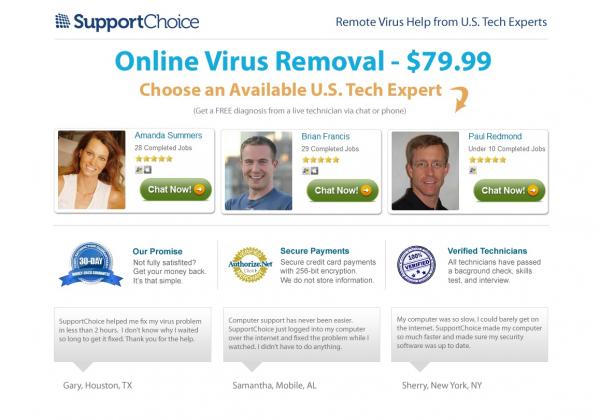 SupportChoice
Remote Virus Help from U.S. Tech Experts
Online Virus Removal - $79.99
Choose an Available U.S. Tech Expert
(Get a FREE diagnosis from a live technician via chat or phone)
Amanda Summers
28 Completed Jobs
Chat Now!
Brian Francis
29 Completed Jobs
Chat Now!
Paul Redmond
Under 10 Completed Jobs
Chat Now!
30-DAY
MONEY BACK GUARANTEE
Our Promise
Not fully satisfied?
Get your money back.
It's that simple.
Authorize.Net
Click
Secure Payments
Secure credit card payments
with 256-bit encryption.
We do not store information.
100%
VERIFIED
Verified Technicians
All technicians have passed
a bacground check, skills
test, and interview.
SupportChoice helped me fix my virus problem
in less than 2 hours. I don't know why I waited
so long to get it fixed. Thank you for the help.
Gary, Houston, TX
Computer support has never been easier.
SupportChoice just logged into my computer
over the internet and fixed the problem while I
watched. I didn't have to do anything.
Samantha, Mobile, AL
My computer was so slow, I could barely get on
the internet. SupportChoice made my computer
so much faster and made sure my security
software was up to date.
Sherry, New York, NY